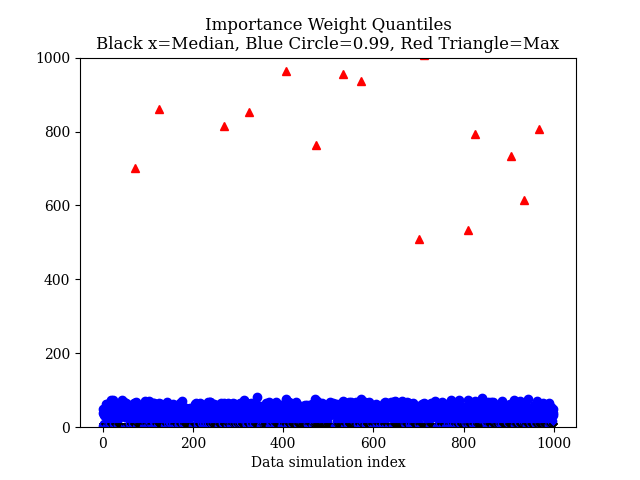 Importance Weight Quantiles
Black x=Median, Blue Circle=0.99, Red Triangle=Max
1000
800
600
400
200
0
0 200 400 600 800 1000
Data simulation index